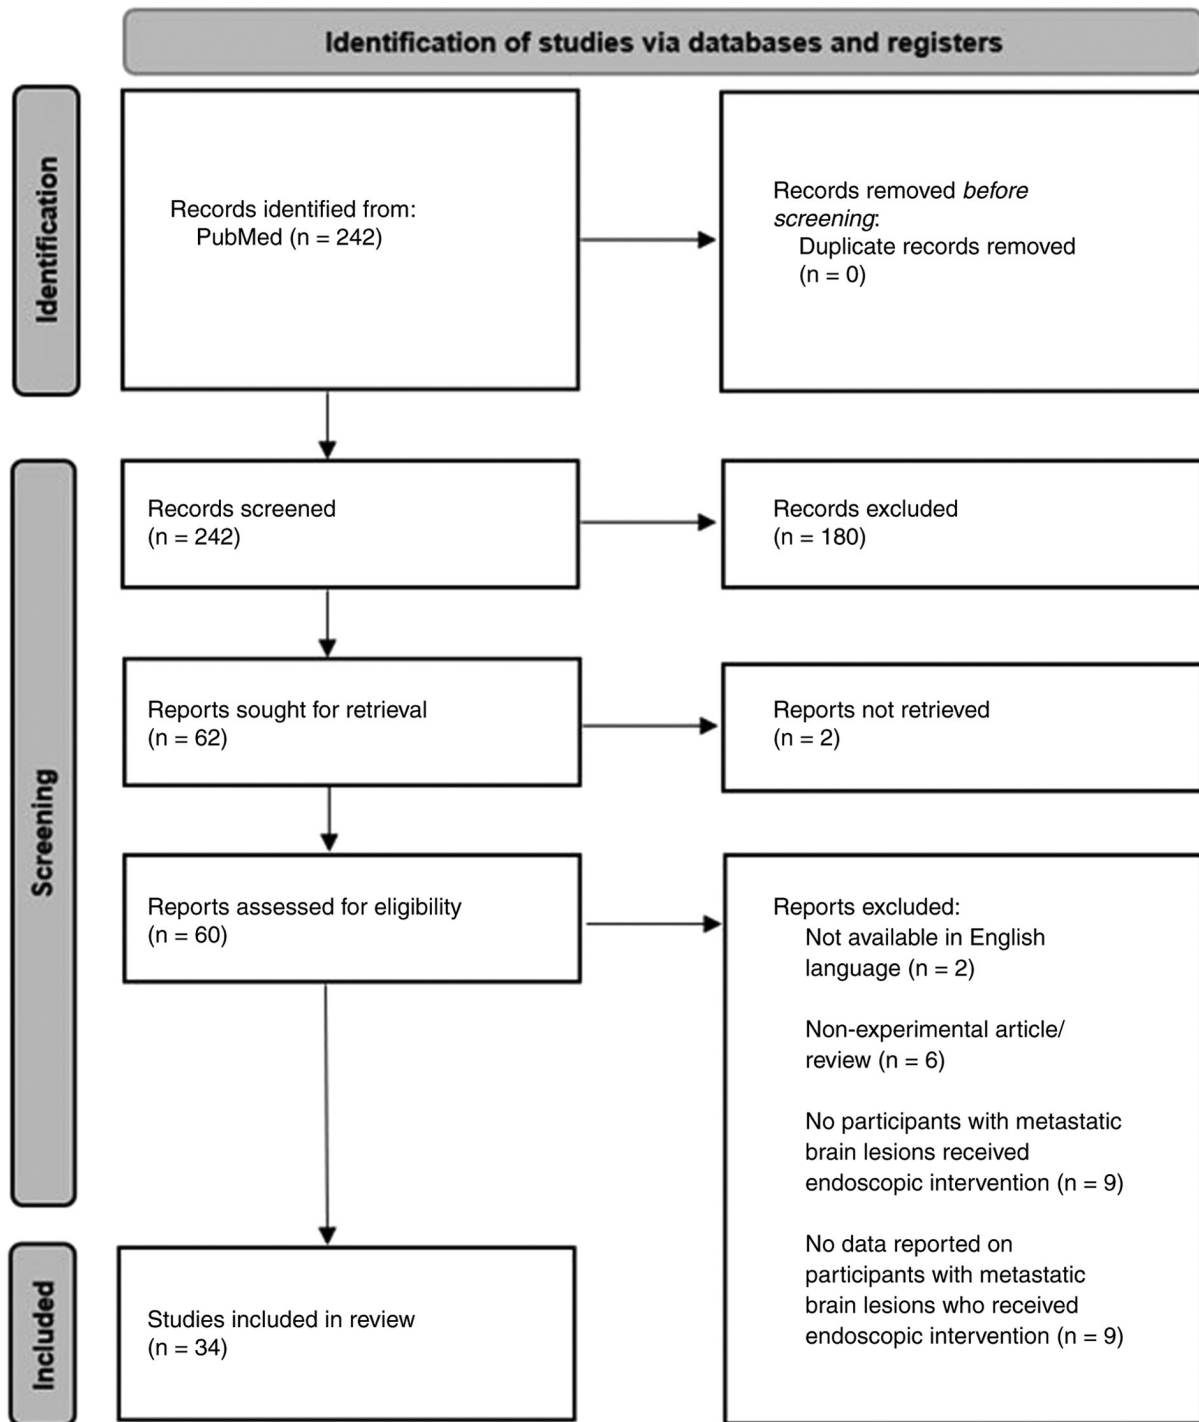 Identification of studies via databases and registers
Identification
Records identified from:
PubMed (n = 242)
Records removed before
screening:
Duplicate records removed
(n = 0)
Screening
Records screened
(n = 242)
Records excluded
(n = 180)
Reports sought for retrieval
(n = 62)
Reports not retrieved
(n = 2)
Reports assessed for eligibility
(n = 60)
Reports excluded:
Not available in English
language (n = 2)
Non-experimental article/
review (n = 6)
No participants with metastatic
brain lesions received
endoscopic intervention (n = 9)
No data reported on
participants with metastatic
brain lesions who received
endoscopic intervention (n = 9)
Included
Studies included in review
(n = 34)